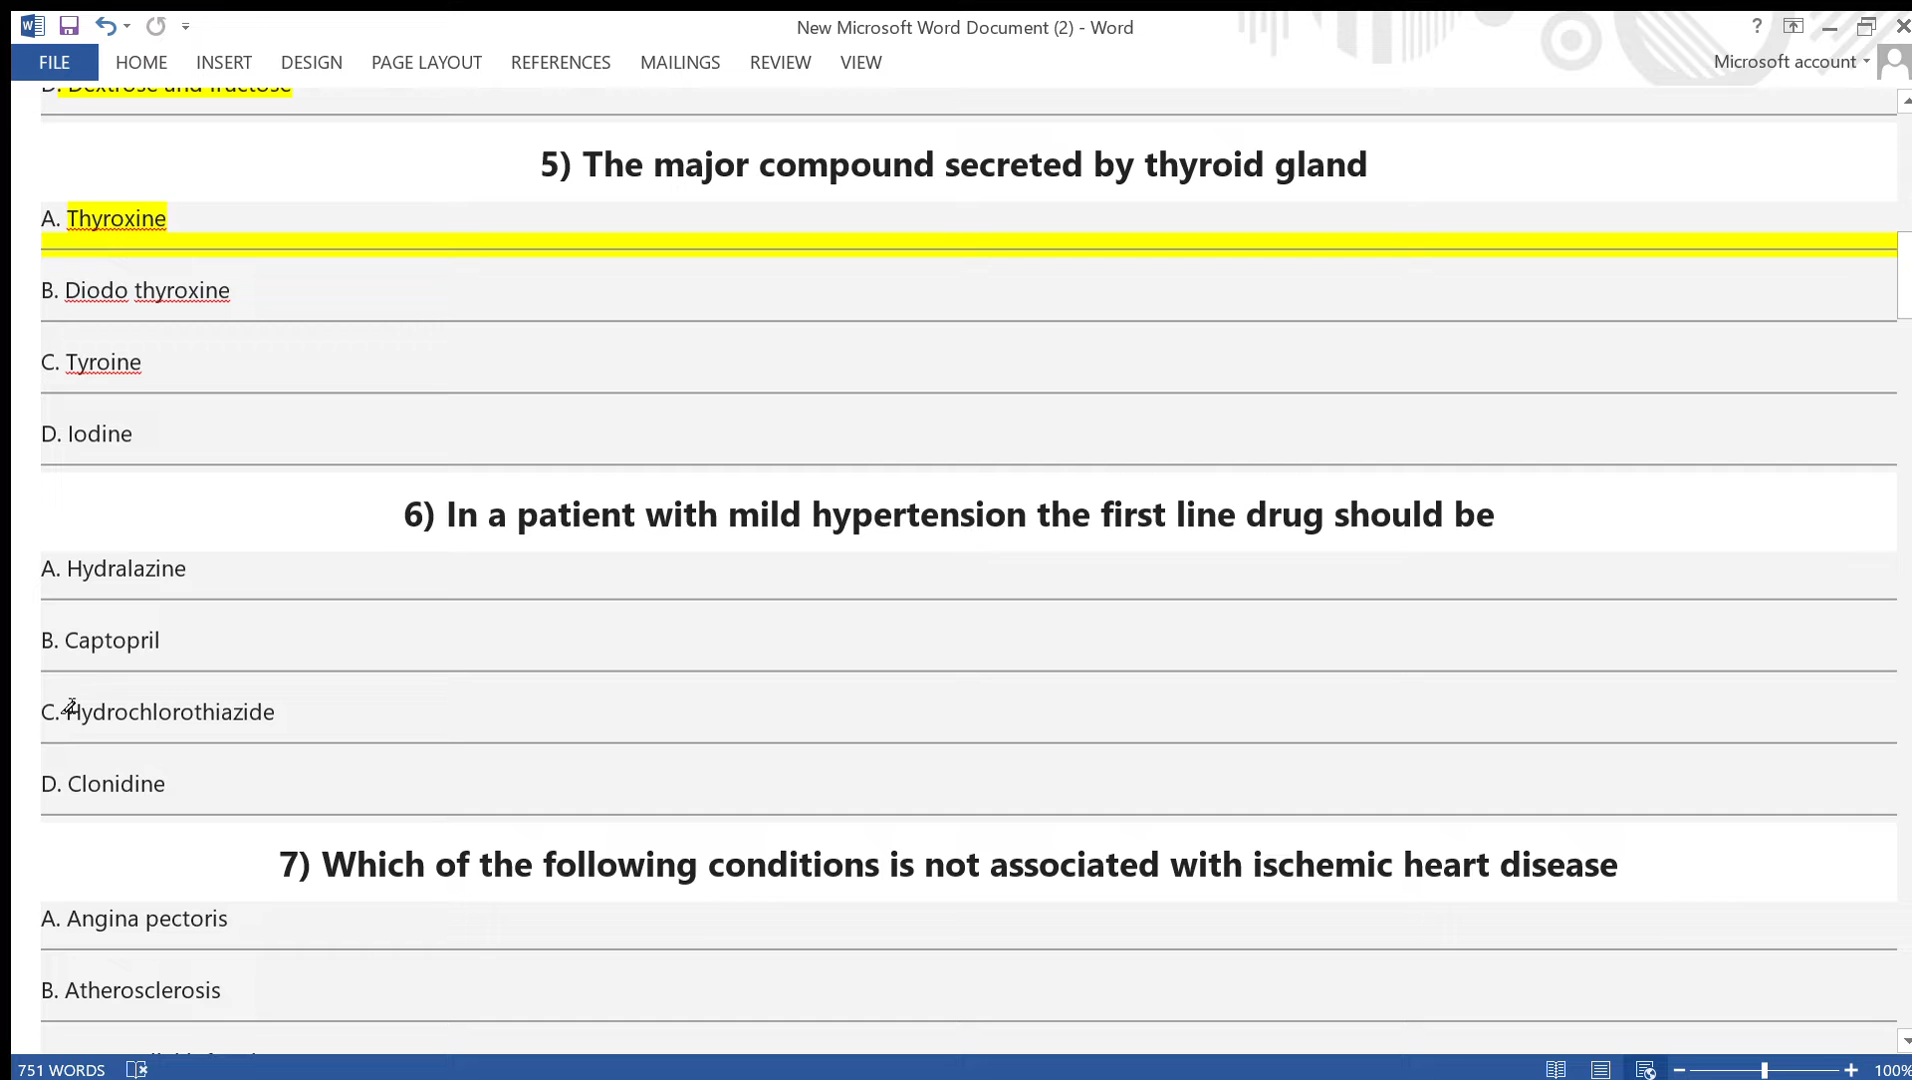 New Microsoft Word Document (2) - Word
?
FILE HOME INSERT DESIGN PAGE LAYOUT REFERENCES MAILINGS REVIEW VIEW
Microsoft account
D. Dextrose and fructose
5) The major compound secreted by thyroid gland
A. Thyroxine
B. Diodo thyroxine
C. Tyroine
D. Iodine
6) In a patient with mild hypertension the first line drug should be
A. Hydralazine
B. Captopril
C. Hydrochlorothiazide
D. Clonidine
7) Which of the following conditions is not associated with ischemic heart disease
A. Angina pectoris
B. Atherosclerosis
751 WORDS
100%